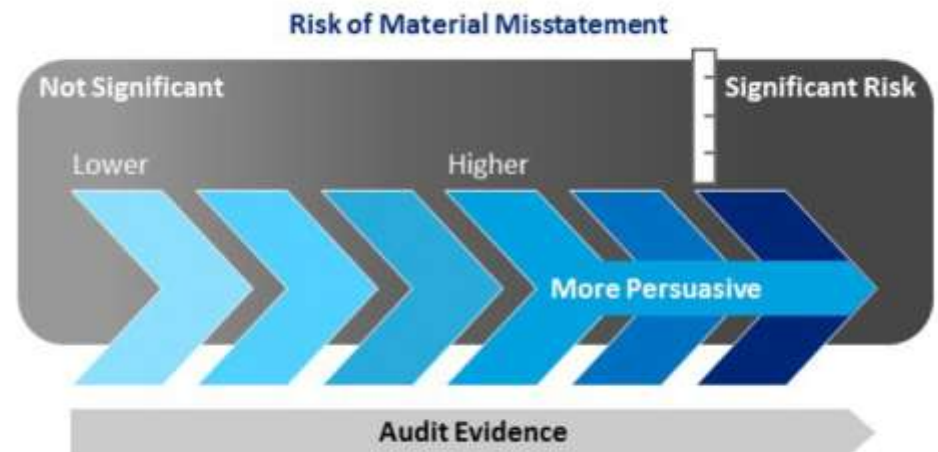 Risk of Material Misstatement
Not Significant
Significant Risk
Lower
Higher
More Persuasive
Audit Evidence